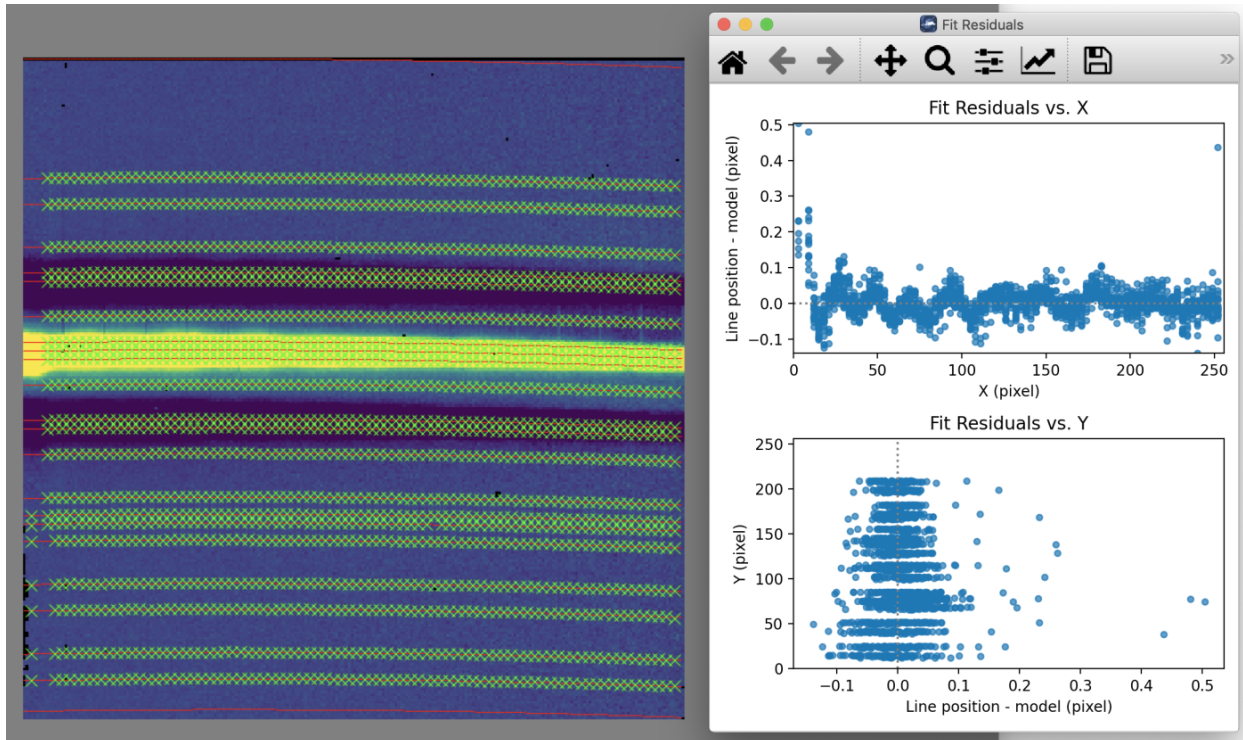 Fit Residuals
»
Fit Residuals vs. X
0.5
0.4
0.3
0.2
0.1
0.0
−0.1
Line position - model (pixel)
0 50 100 150 200 250
X (pixel)
Fit Residuals vs. Y
250
200
150
100
50
0
Y (pixel)
−0.1 0.0 0.1 0.2 0.3 0.4 0.5
Line position - model (pixel)